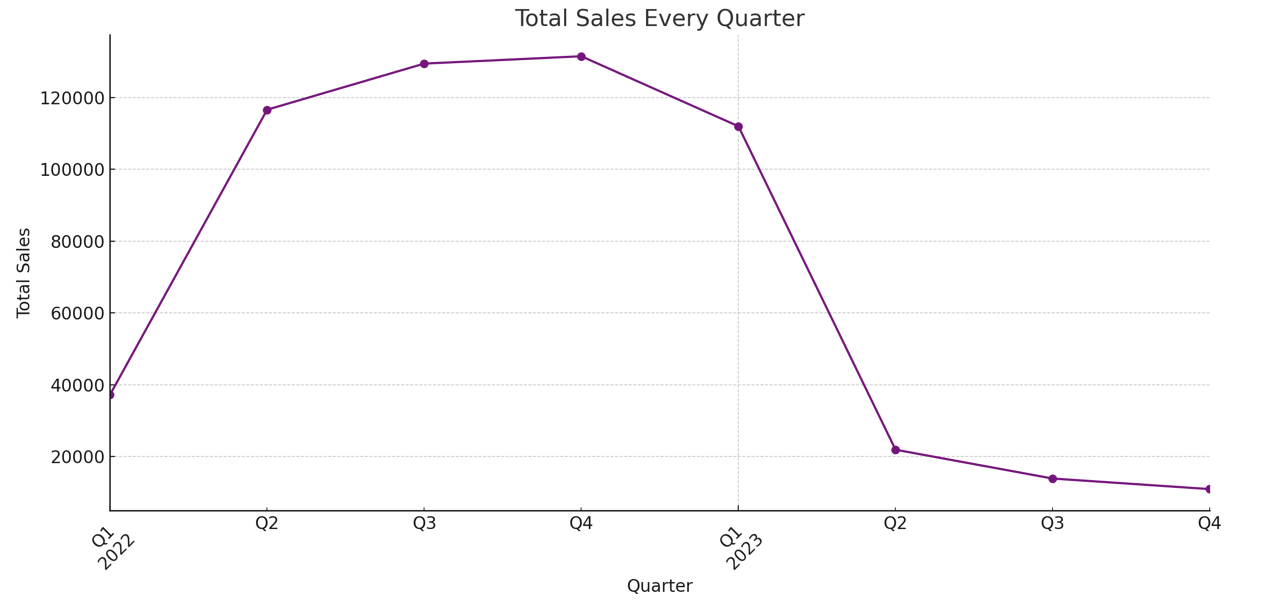 Total Sales Every Quarter
120000
100000
80000
60000
40000
20000
Total Sales
Q1
2022
Q2
Q3
Q4
Q1
2023
Q2
Q3
Q4
Quarter